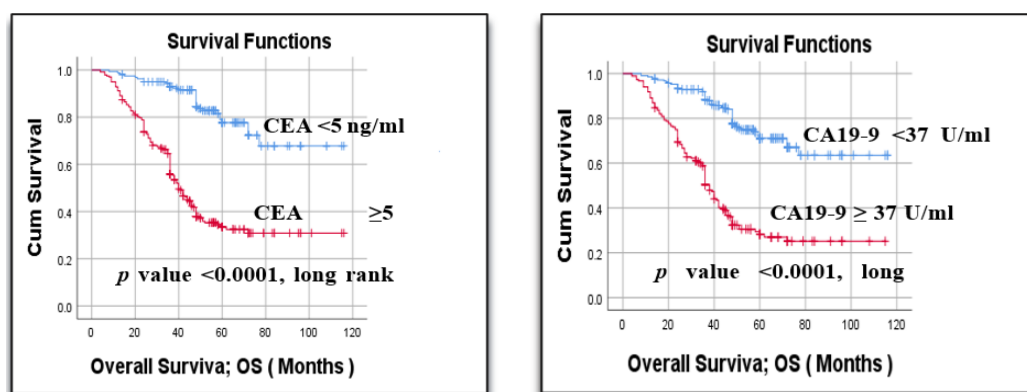 Survival Functions
1.0
0.8
0.6
0.4
0.2
0.0
Cum Survival
CEA <5 ng/ml
CEA ≥5
p value <0.0001, long rank
0 20 40 60 80 100 120
Overall Surviva; OS ( Months )
Survival Functions
1.0
0.8
0.6
0.4
0.2
0.0
Cum Survival
CA19-9 <37 U/ml
CA19-9 ≥ 37 U/ml
p value <0.0001, long
0 20 40 60 80 100 120
Overall Surviva; OS ( Months )